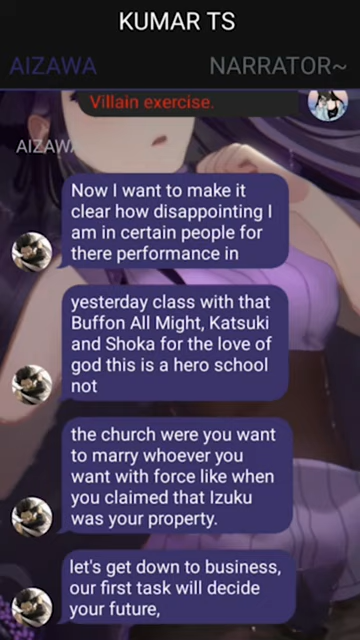 KUMAR TS
AIZAWA NARRATOR~
Villain exercise.
AIZAWA
Now I want to make it
clear how disappointing I
am in certain people for
there performance in
yesterday class with that
Buffon All Might, Katsuki
and Shoka for the love of
god this is a hero school
not
the church were you want
to marry whoever you
want with force like when
you claimed that Izuku
was your property.
let's get down to business,
our first task will decide
your future,